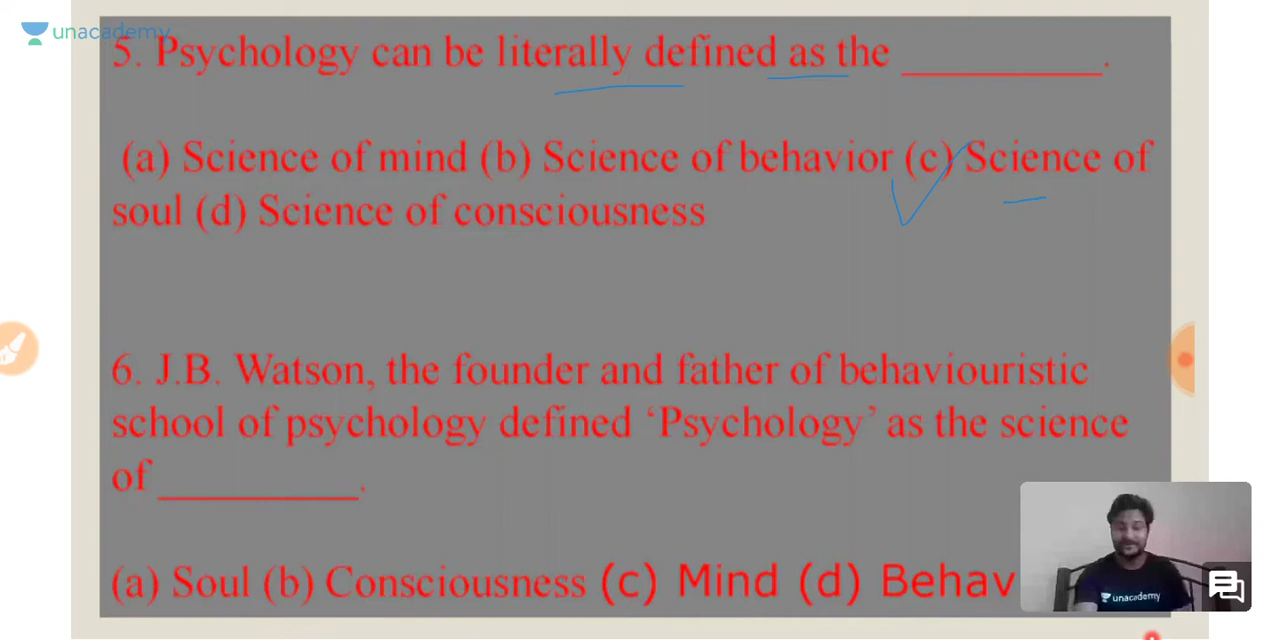 unacademy
5. Psychology can be literally defined as the __________.
(a) Science of mind (b) Science of behavior (c) Science of
soul (d) Science of consciousness
6. J.B. Watson, the founder and father of behaviouristic
school of psychology defined ‘Psychology’ as the science
of __________.
(a) Soul (b) Consciousness (c) Mind (d) Behav
unacademy